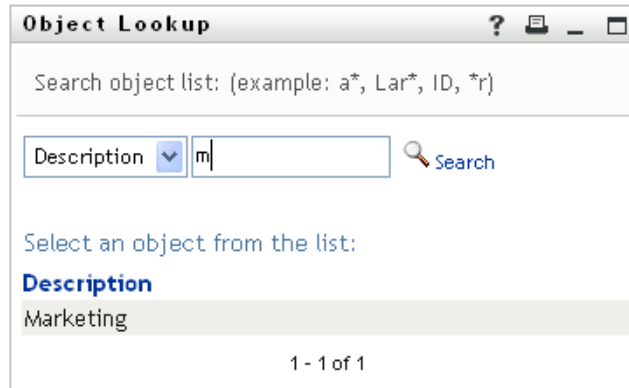 Object Lookup ?
Search object list: (example: a*, Lar*, ID, *r)
Description m Search
Select an object from the list:
Description
Marketing
1 - 1 of 1